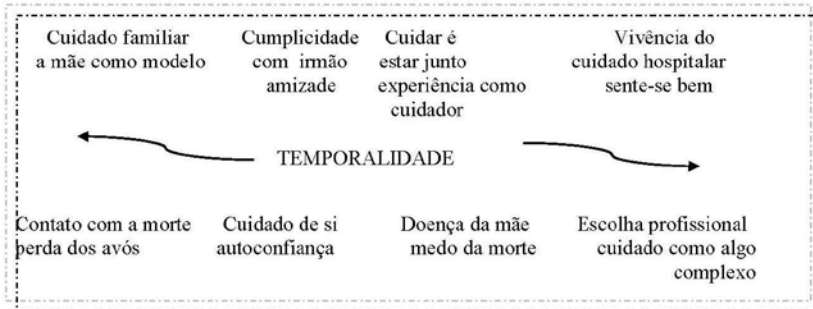 Cuidado familiar
a mãe como modelo
Cumplicidade
com irmão
amizade
Cuidar é
estar junto
experiência como
cuidador
Vivência do
cuidado hospitalar
sente-se bem
TEMPORALIDADE
Contato com a morte
perda dos avós
Cuidado de si
autoconfiança
Doença da mãe
medo da morte
Escolha profissional
cuidado como algo
complexo